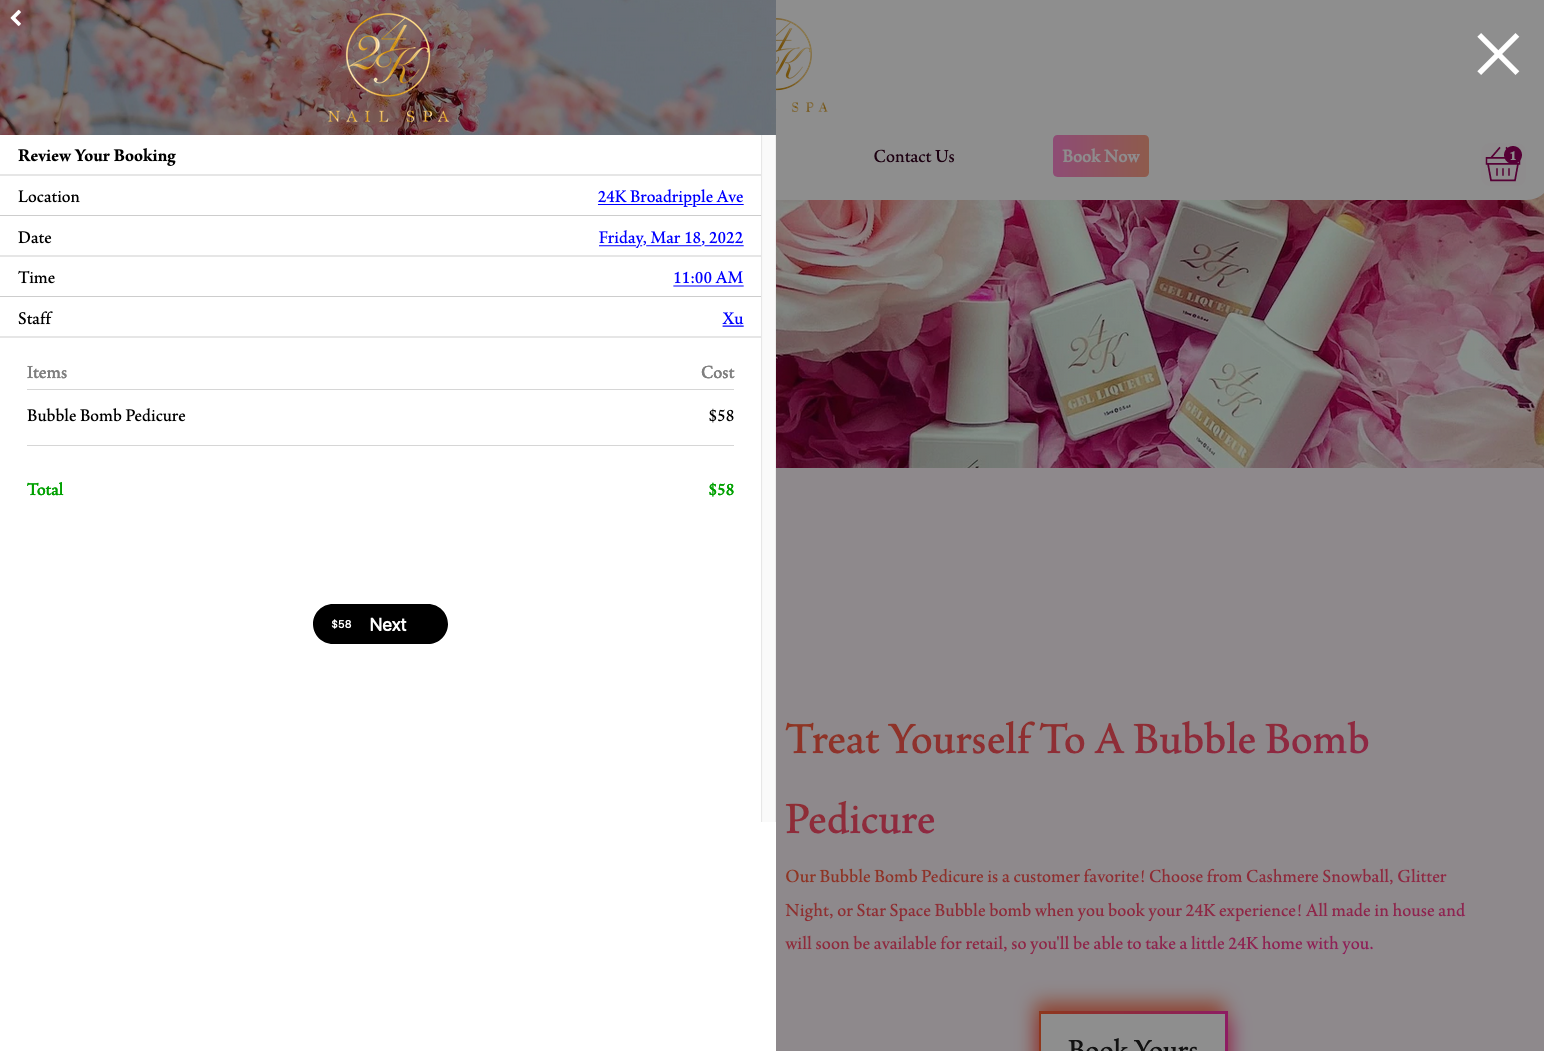 24K
NAIL SPA
Review Your Booking
Location 24K Broadripple Ave
Date Friday, Mar 18, 2022
Time 11:00 AM
Staff Xu
Items Cost
Bubble Bomb Pedicure $58
Total $58
$58 Next
K
SPA
Contact Us
Book Now
1
24K
GEL LIQUEUR
24K
GEL LIQUEUR
24K
GEL LIQUEUR
24K
Treat Yourself To A Bubble Bomb
Pedicure
Our Bubble Bomb Pedicure is a customer favorite! Choose from Cashmere Snowball, Glitter
Night, or Star Space Bubble bomb when you book your 24K experience! All made in house and
will soon be available for retail, so you'll be able to take a little 24K home with you.
Book Yours